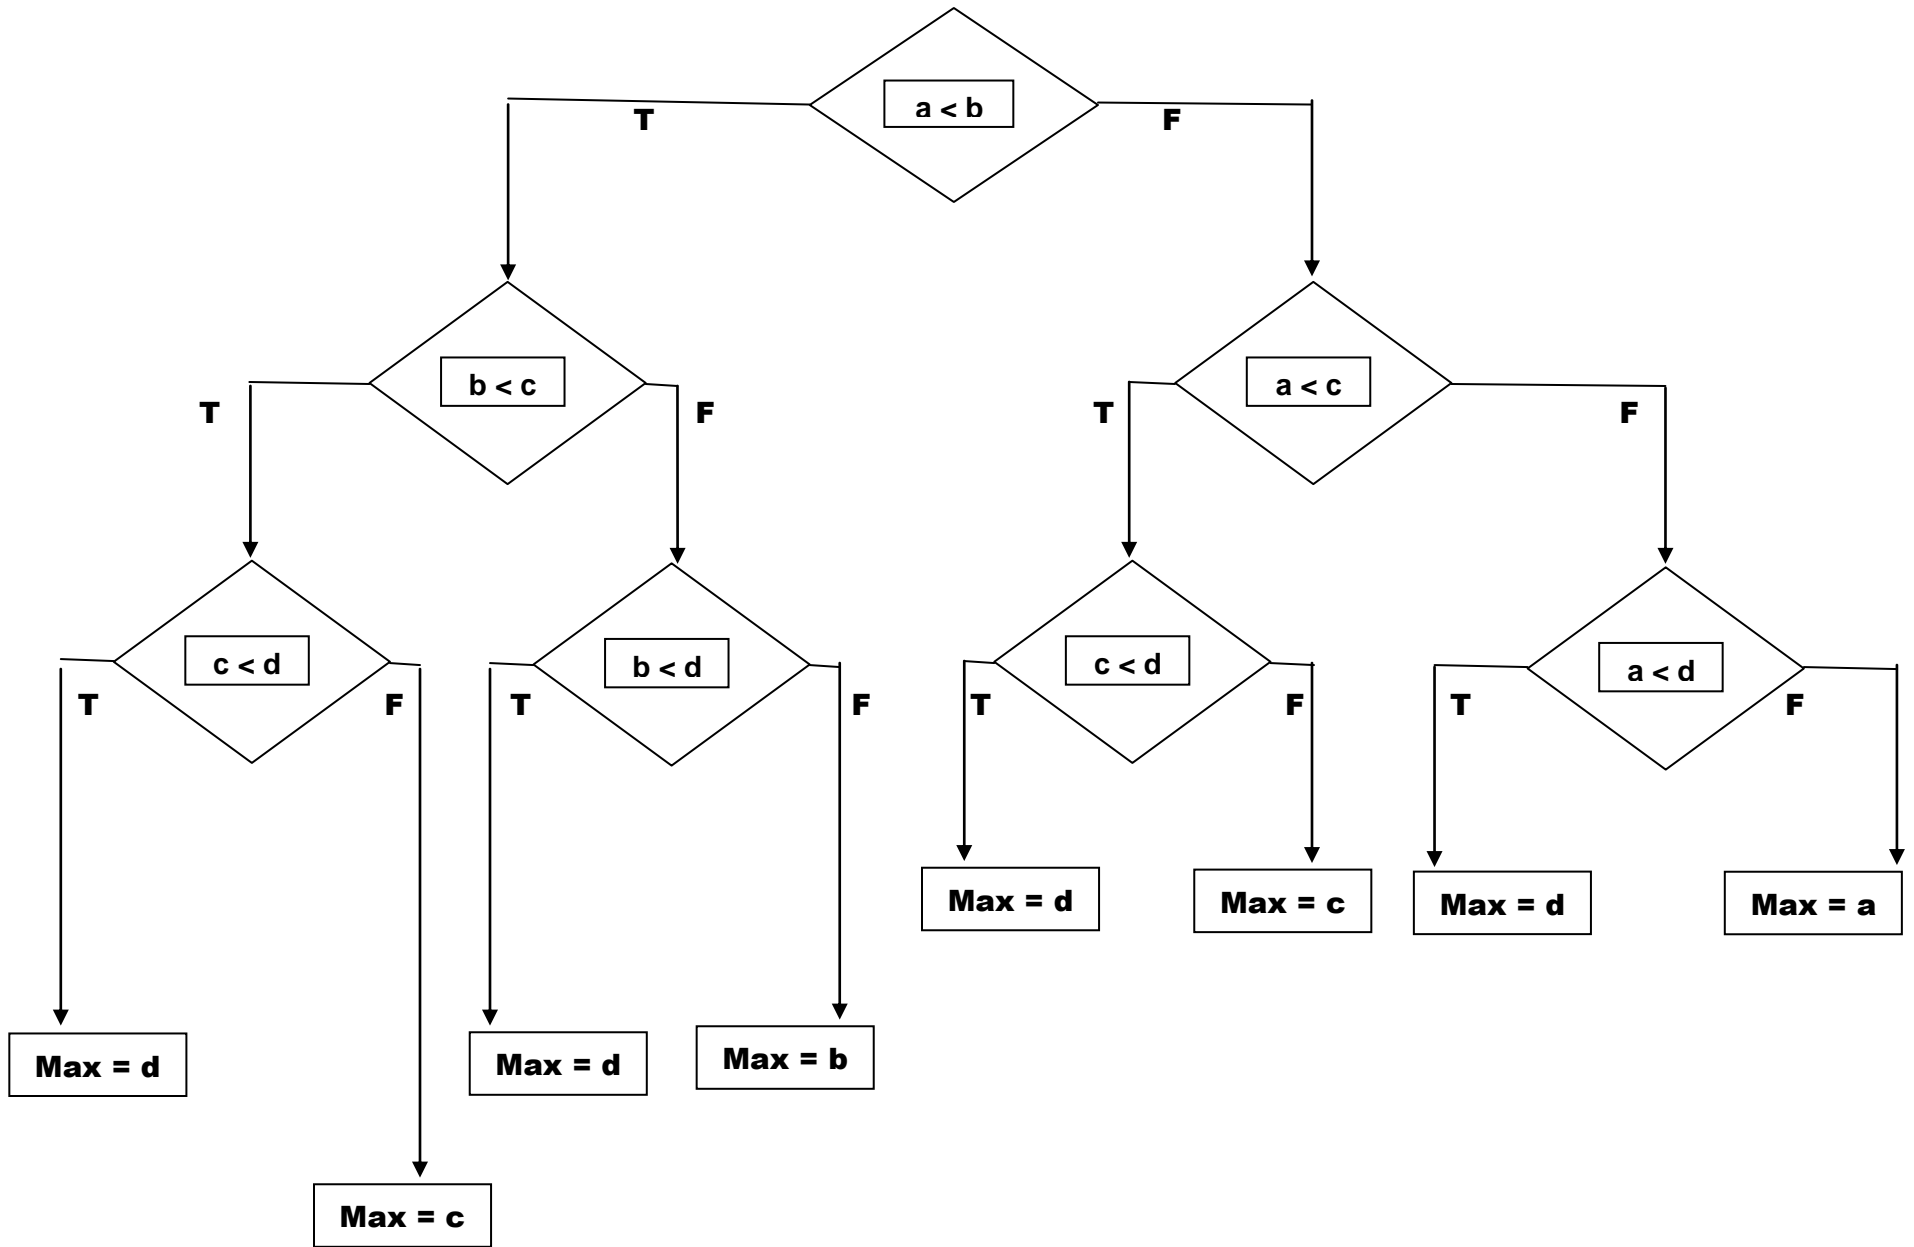 a < b
T
F
b < c
a < c
T
F
T
F
c < d
b < d
c < d
a < d
T
F
T
F
T
F
T
F
Max = d
Max = c
Max = d
Max = a
Max = d
Max = d
Max = b
Max = c